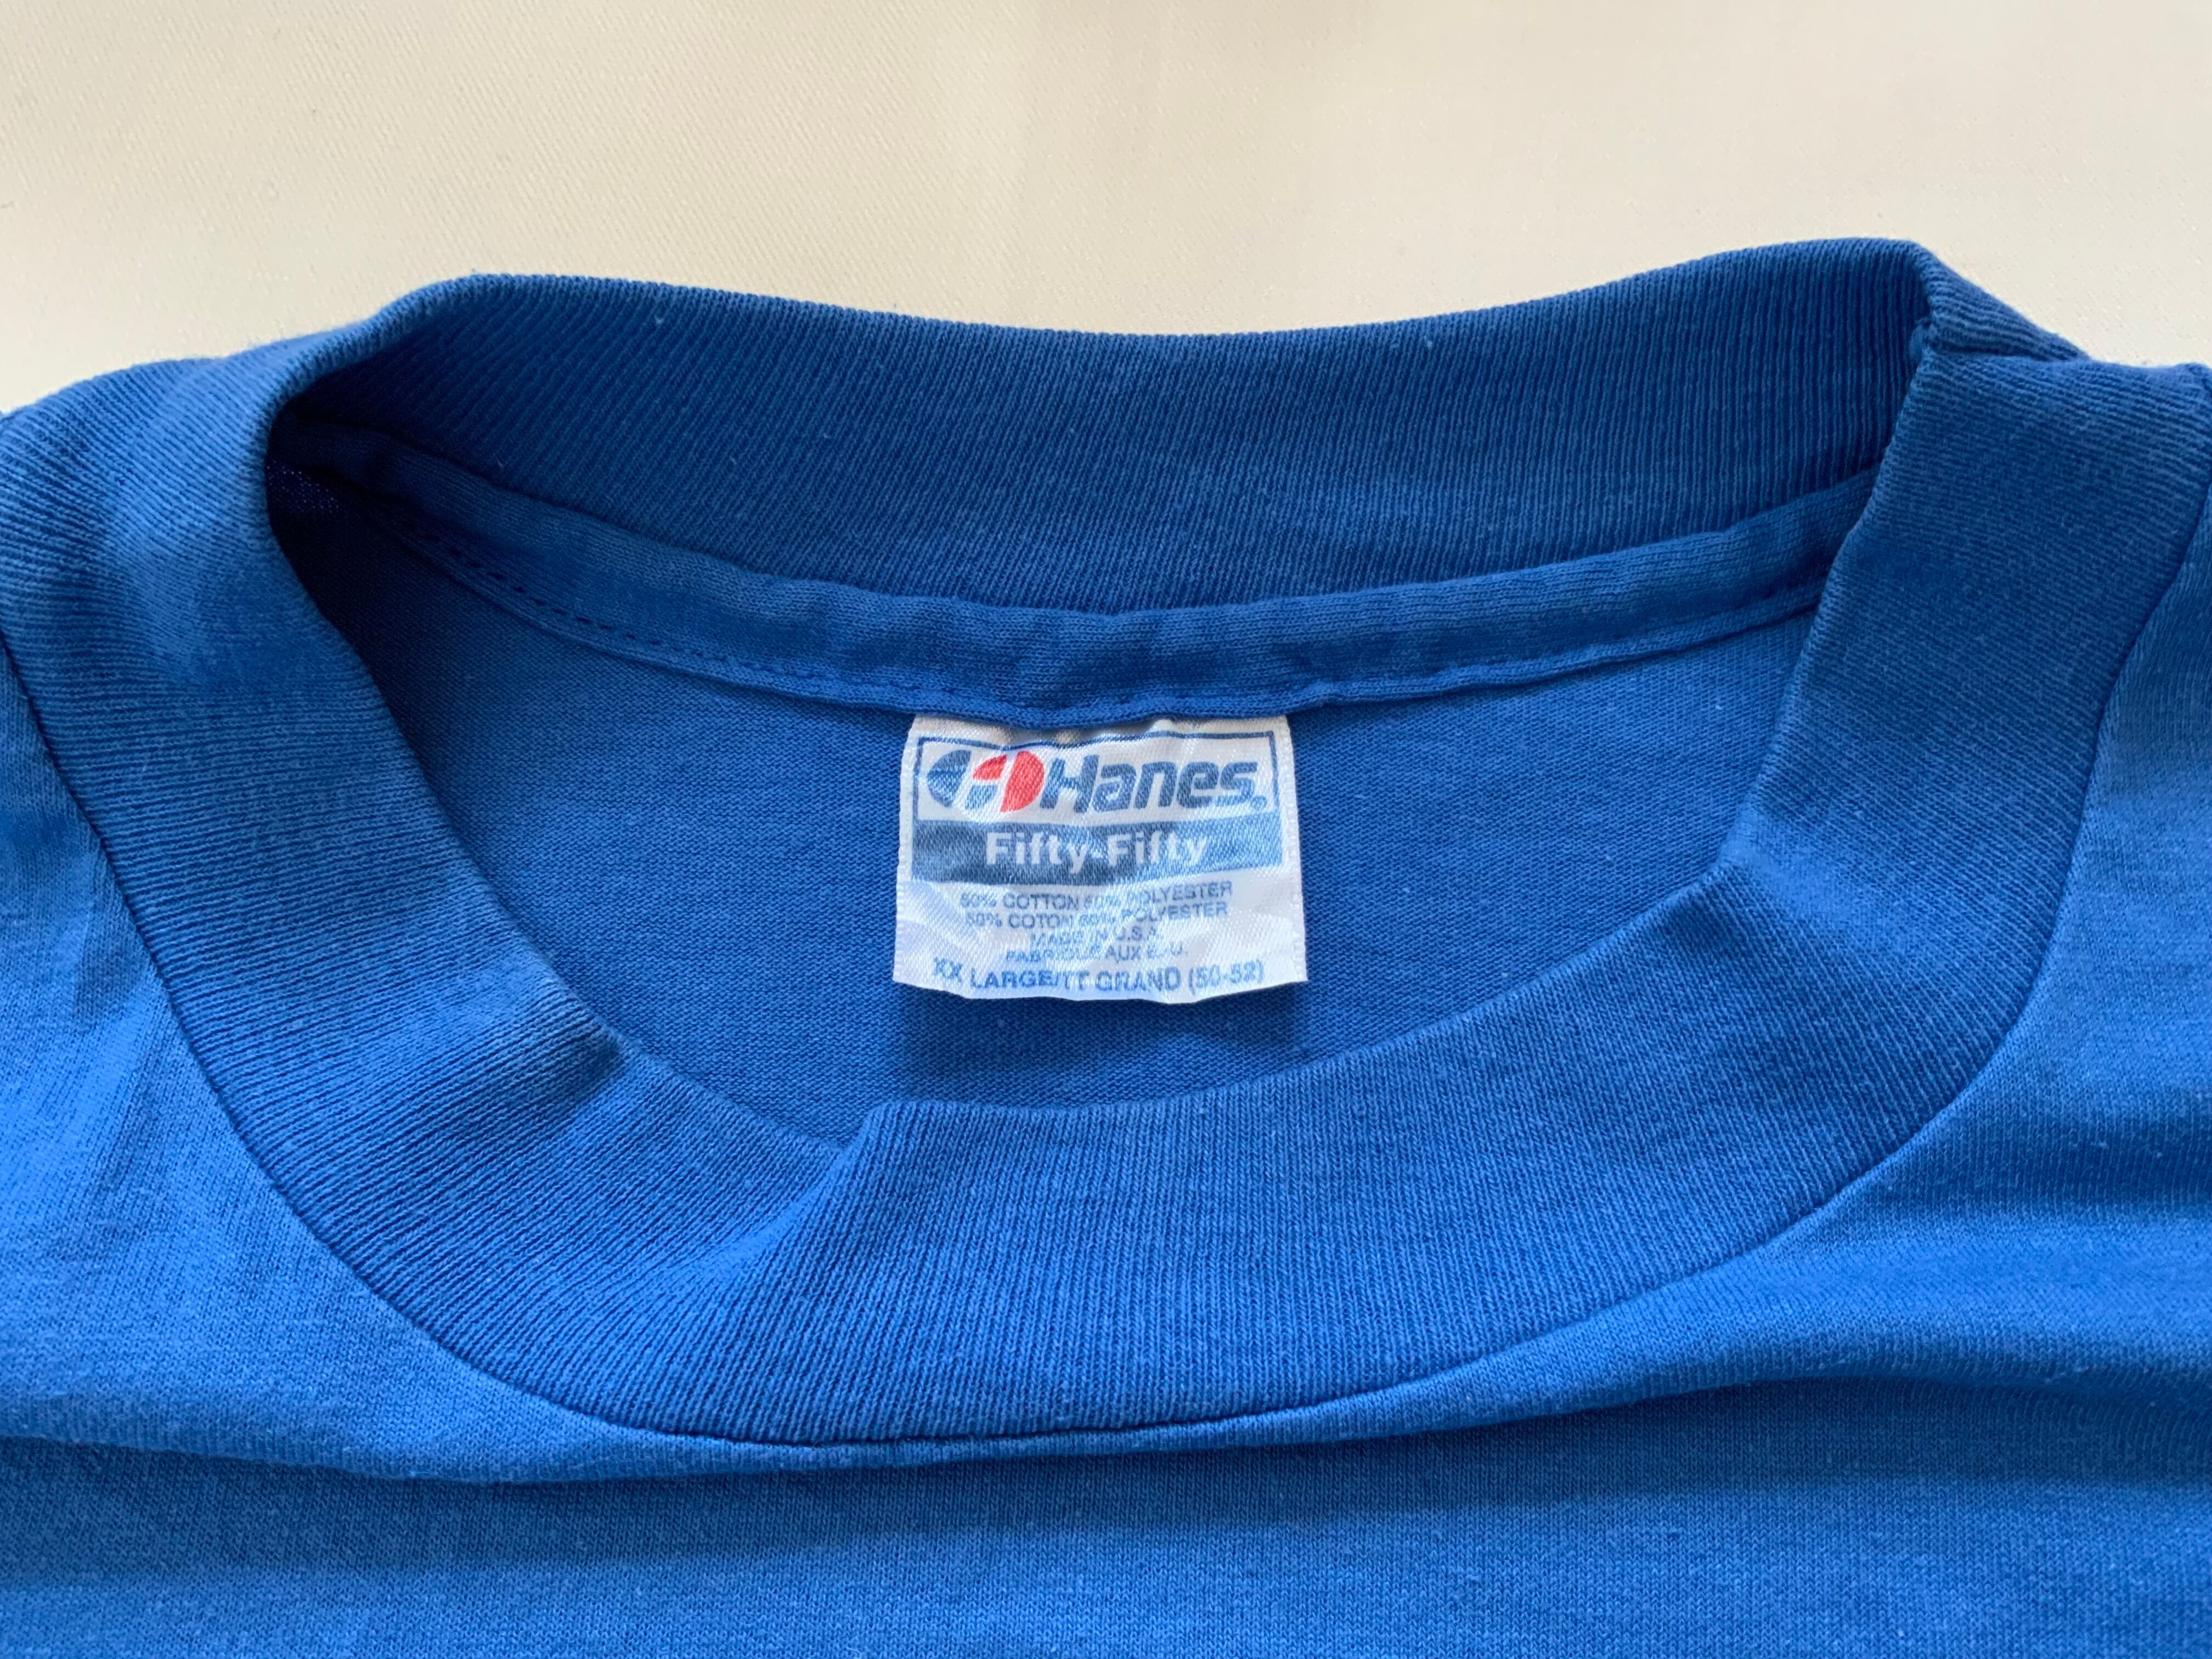 Hanes®
Fifty-Fifty
50% COTTON 50% POLYESTER
50% COTON 50% POLYESTER
MADE IN U.S.A.
FABRIQUE AUX E.-U.
XX LARGE/TT GRAND (50-52)